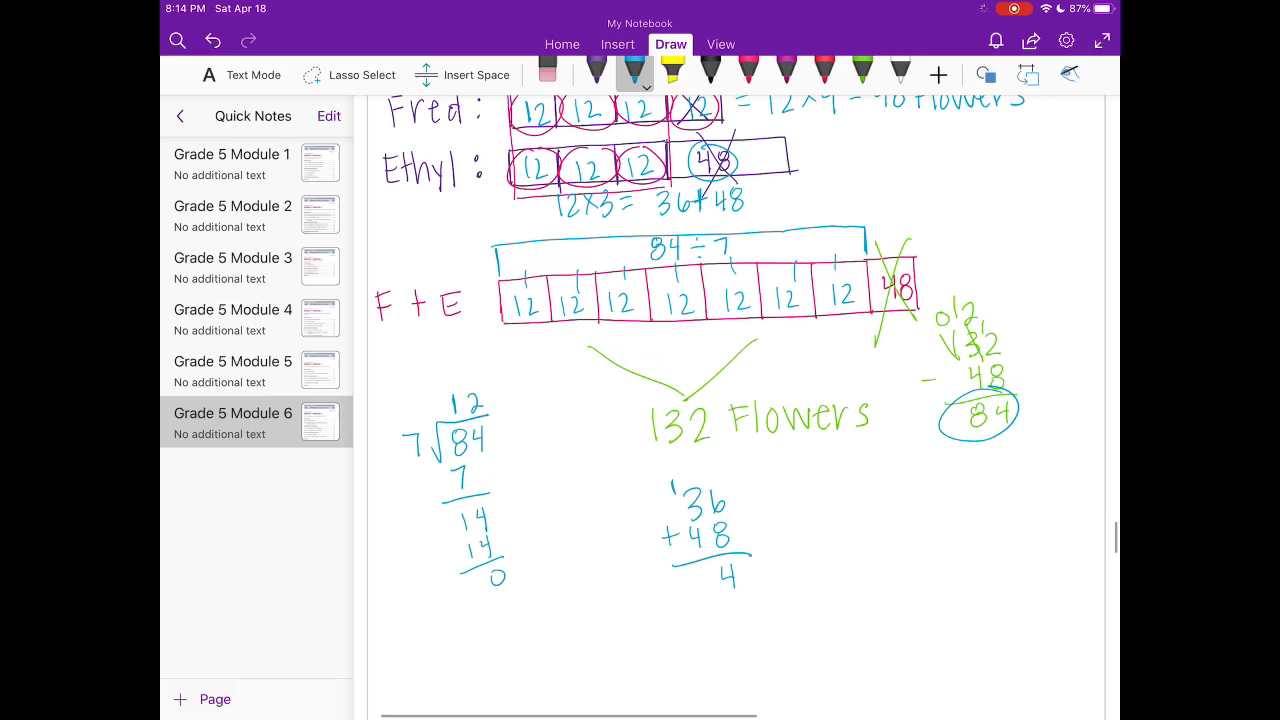 8:14 PM Sat Apr 18
87%
My Notebook
Home Insert Draw View
Text Mode
Lasso Select
Insert Space
Quick Notes Edit
Grade 5 Module 1
No additional text
Grade 5 Module 2
No additional text
Grade 5 Module 3
No additional text
Grade 5 Module 4
No additional text
Grade 5 Module 5
No additional text
Grade 6 Module 6
No additional text
Page
Fred: 12 12 12 12 = 12×4 = 48 Flowers
Ethyl 12 12 12 48
12×3= 36+48
84 ÷ 7
F + E 12 12 12 12 12 12 12 48
0 12
132
- 48
84
132 Flowers
12
7 √84
7
14
14
0
1
36
+48
4